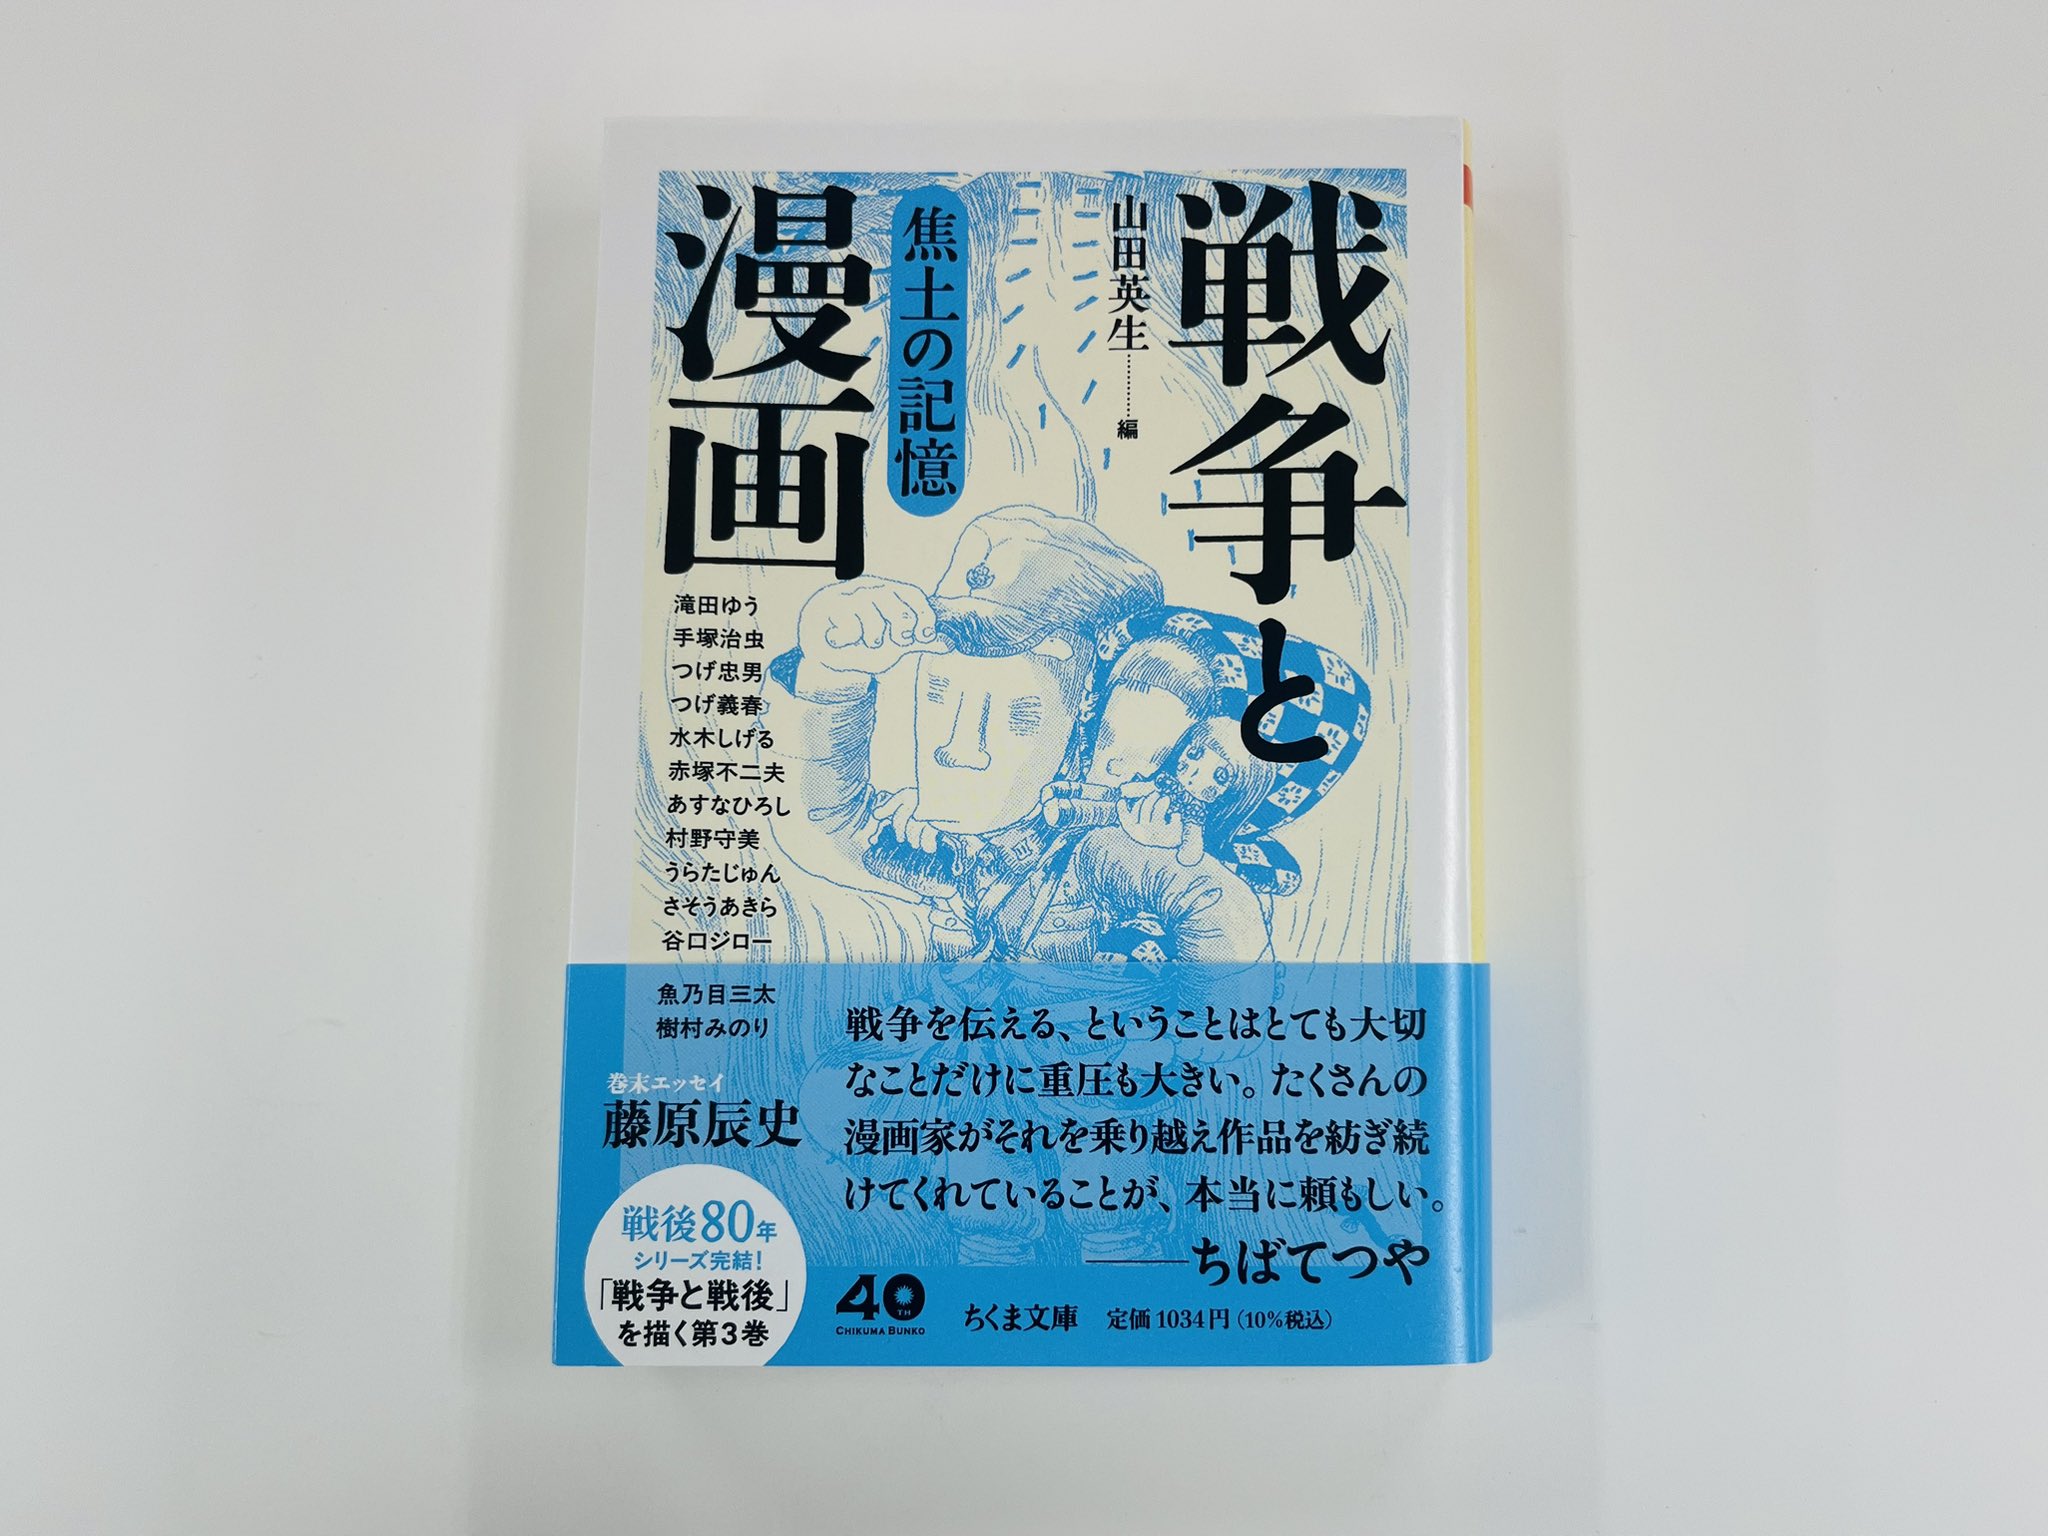 戦争と
山田英生…………編
焦土の記憶
漫画
滝田ゆう
手塚治虫
つげ忠男
つげ義春
水木しげる
赤塚不二夫
あすなひろし
村野守美
うらたじゅん
さそうあきら
谷口ジロー
魚乃目三太
樹村みのり
巻末エッセイ
藤原辰史
戦争を伝える、ということはとても大切
なことだけに重圧も大きい。たくさんの
漫画家がそれを乗り越え作品を紡ぎ続
けてくれていることが、本当に頼もしい。
——ちばてつや
戦後80年
シリーズ完結!
「戦争と戦後」
を描く第3巻
40TH
CHIKUMA BUNKO
ちくま文庫 定価1034円(10%税込)